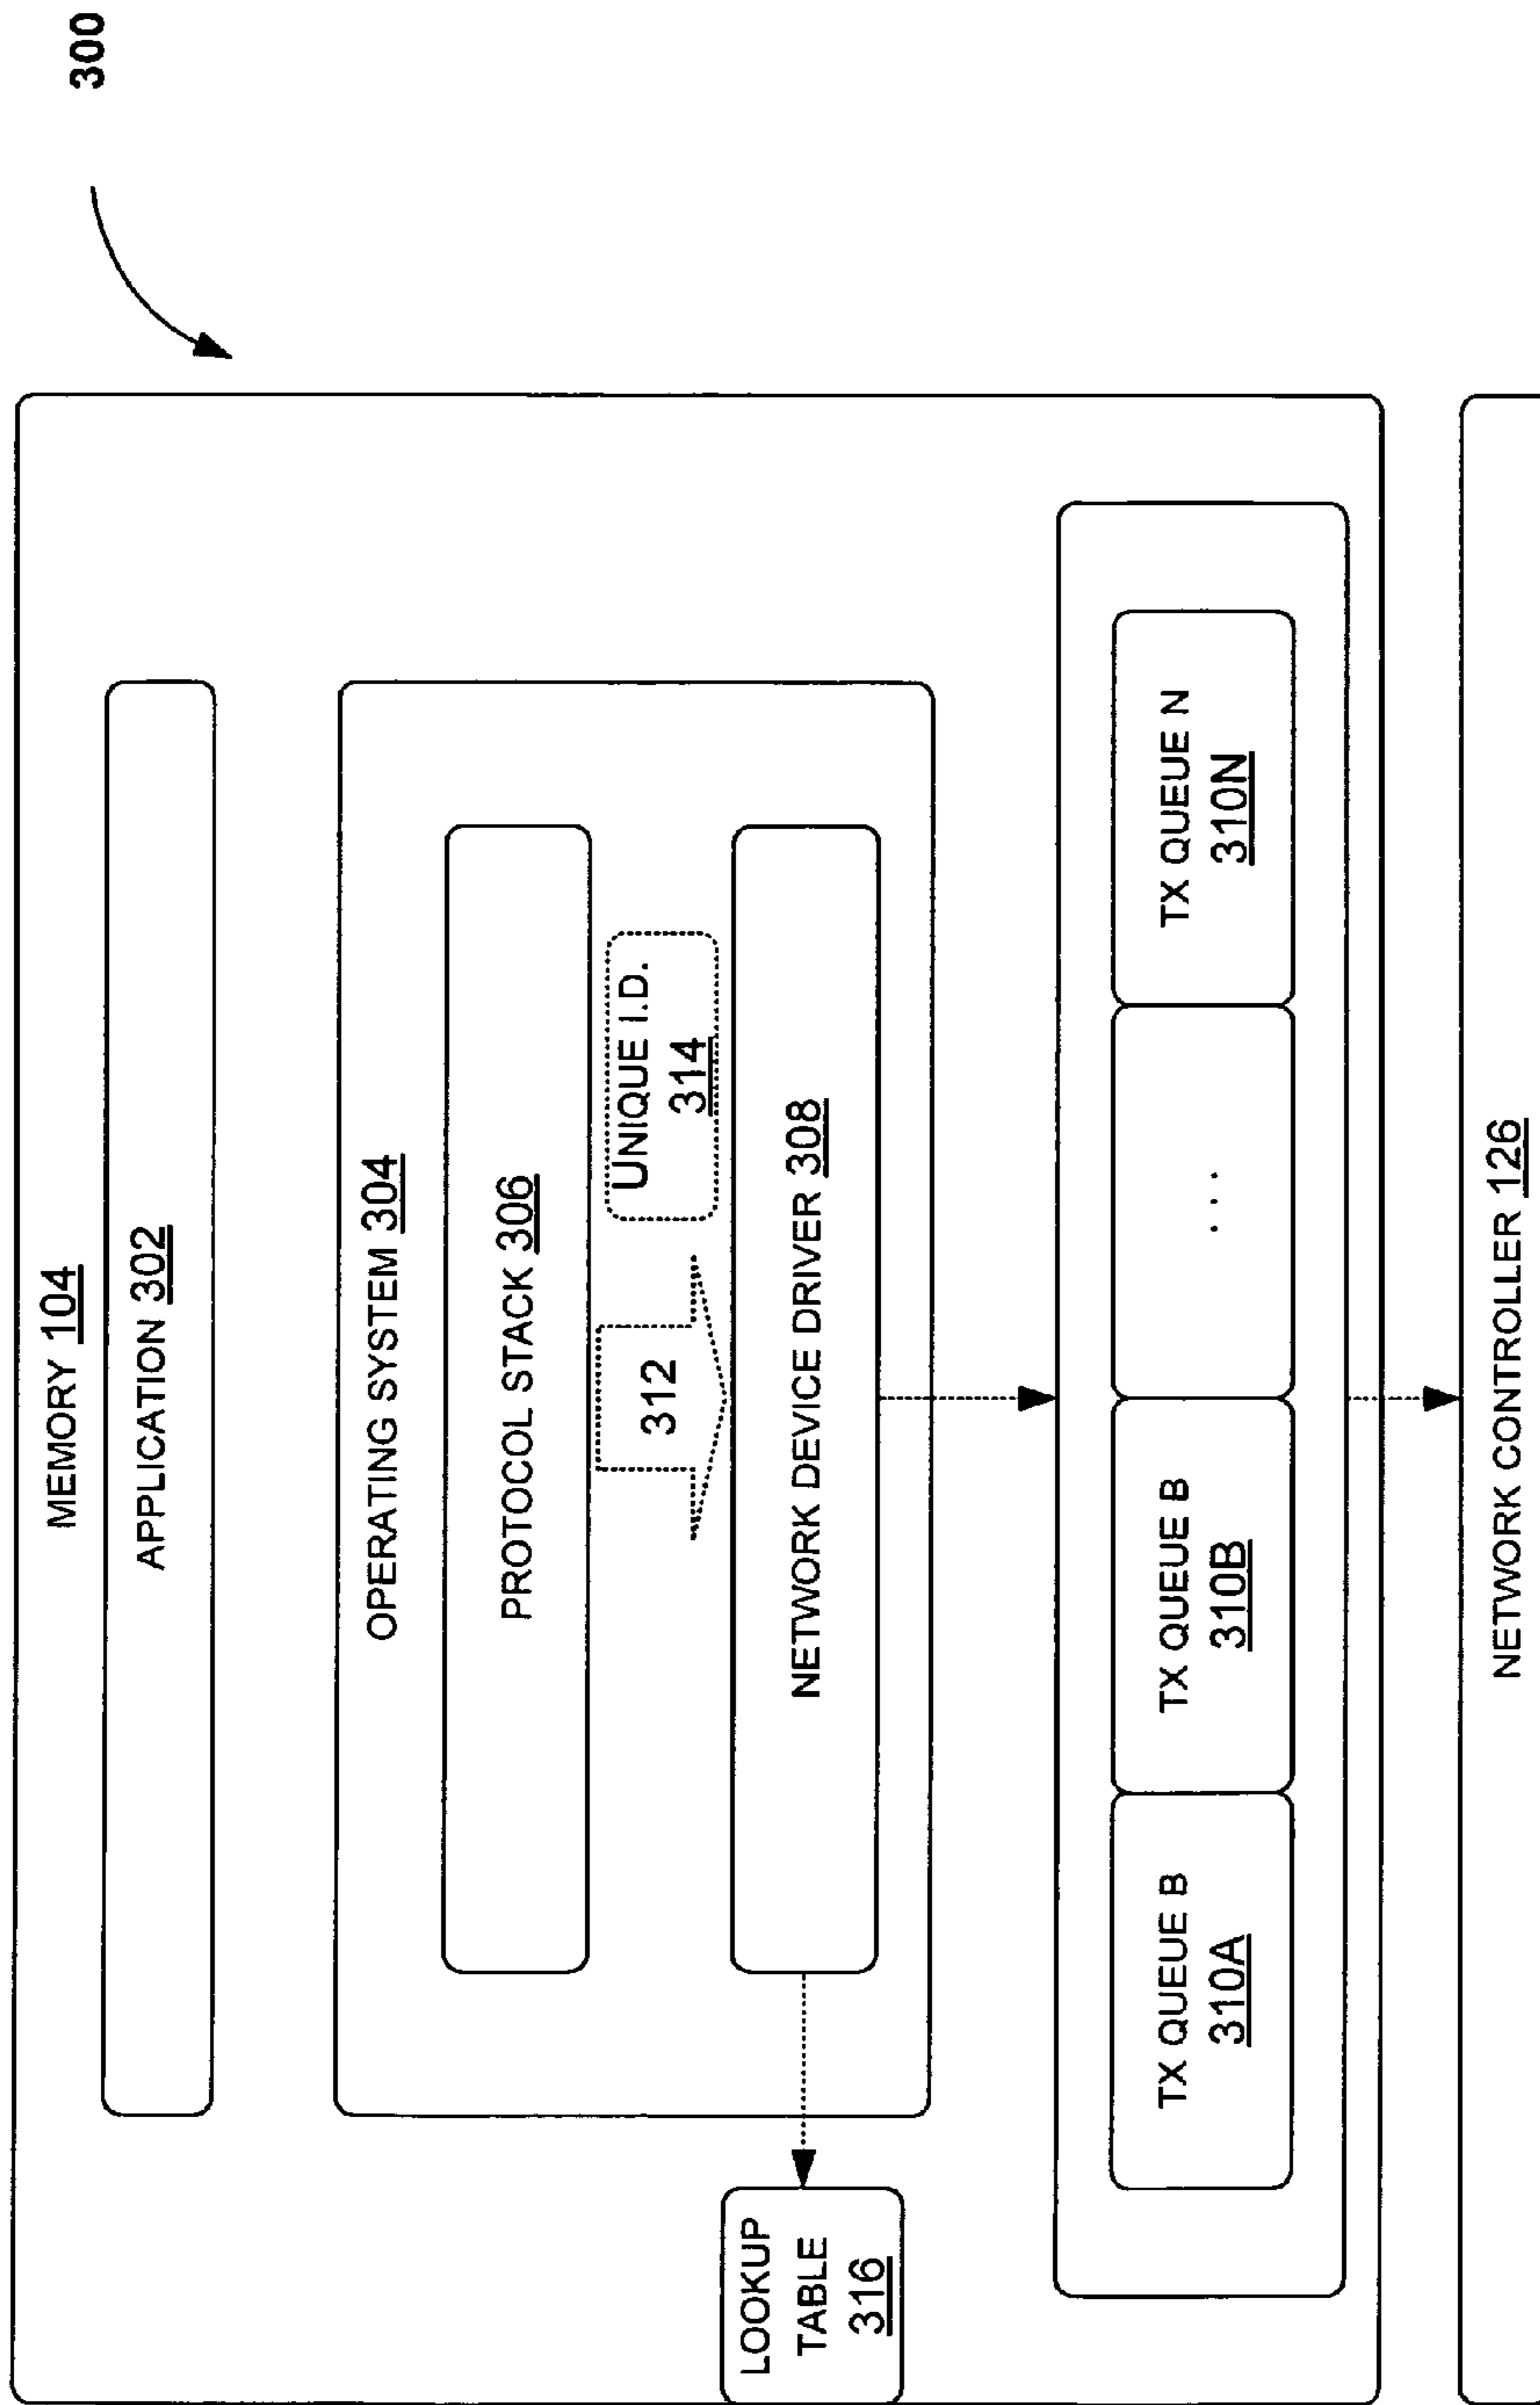 300
MEMORY 104
APPLICATION 302
OPERATING SYSTEM 304
PROTOCOL STACK 306
312
UNIQUE I.D.
314
NETWORK DEVICE DRIVER 308
LOOKUP
TABLE
316
TX QUEUE B
310A
TX QUEUE B
310B
. . .
TX QUEUE N
310N
NETWORK CONTROLLER 126